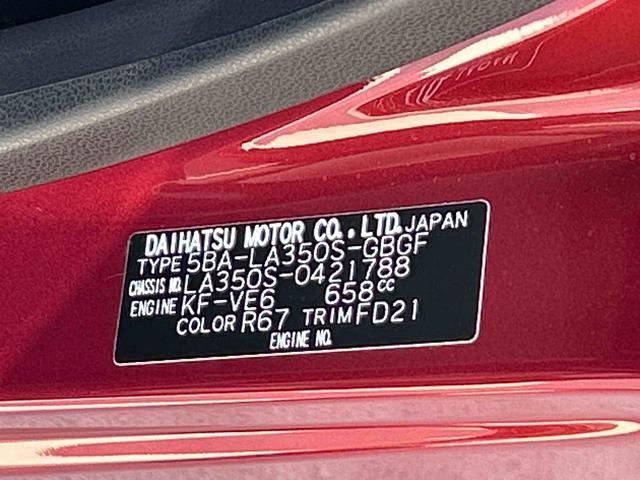 DAIHATSU MOTOR CO.,LTD. JAPAN
TYPE 5BA-LA350S-GBGF
CHASSIS NO. LA350S-0421788
ENGINE KF-VE6 658cc
COLOR R67 TRIM FD21
ENGINE NO.